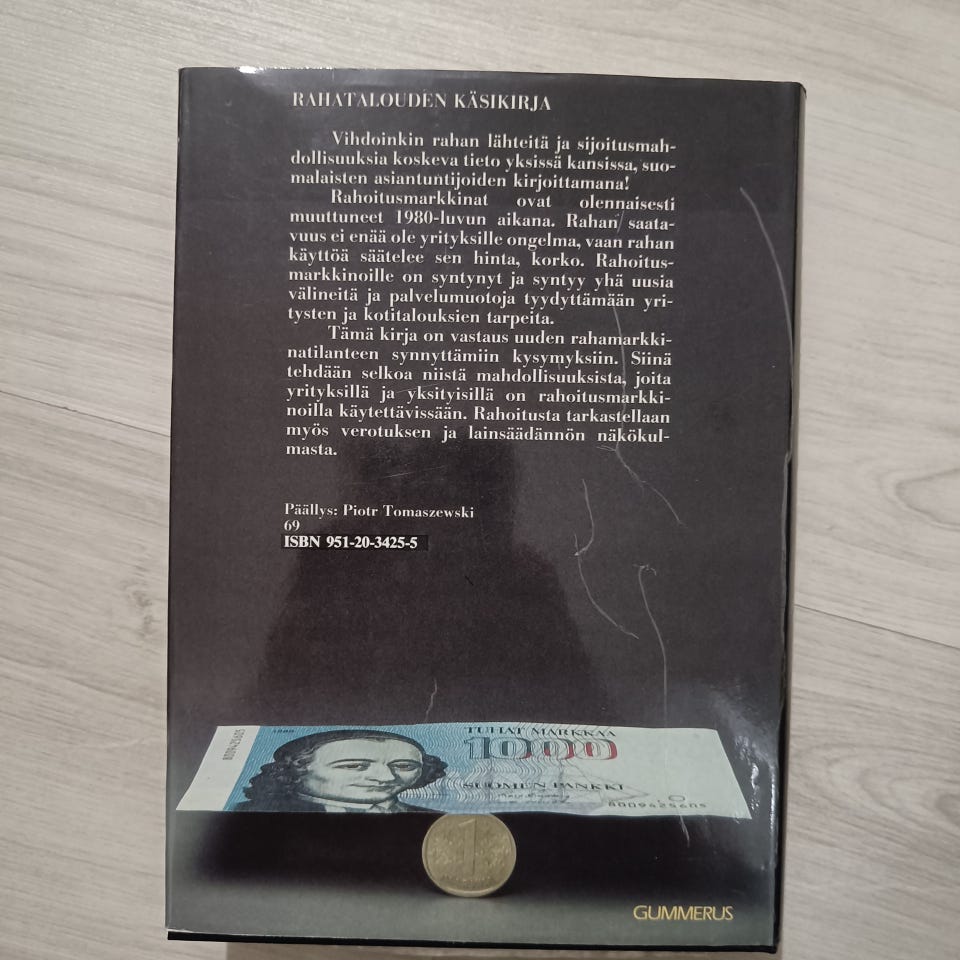 RAHATALOUDEN KÄSIKIRJA
Vihdoinkin rahan lähteitä ja sijoitusmah-
dollisuuksia koskeva tieto yksissä kansissa, suo-
malaisten asiantuntijoiden kirjoittamana!
Rahoitusmarkkinat ovat olennaisesti
muuttuneet 1980-luvun aikana. Rahan saata-
vuus ei enää ole yrityksille ongelma, vaan rahan
käyttöä säätelee sen hinta, korko. Rahoitus-
markkinoille on syntynyt ja syntyy yhä uusia
välineitä ja palvelumuotoja tyydyttämään yri-
tysten ja kotitalouksien tarpeita.
Tämä kirja on vastaus uuden rahamarkki-
natilanteen synnyttämiin kysymyksiin. Siinä
tehdään selkoa niistä mahdollisuuksista, joita
yrityksillä ja yksityisillä on rahoitusmarkki-
noilla käytettävissään. Rahoitusta tarkastellaan
myös verotuksen ja lainsäädännön näkökul-
masta.
Päällys: Piotr Tomaszewski
69
ISBN 951-20-3425-5
8009425605
1986
TUHAT MARKKAA
1000
SUOMEN PANKKI
8009425605
1
GUMMERUS